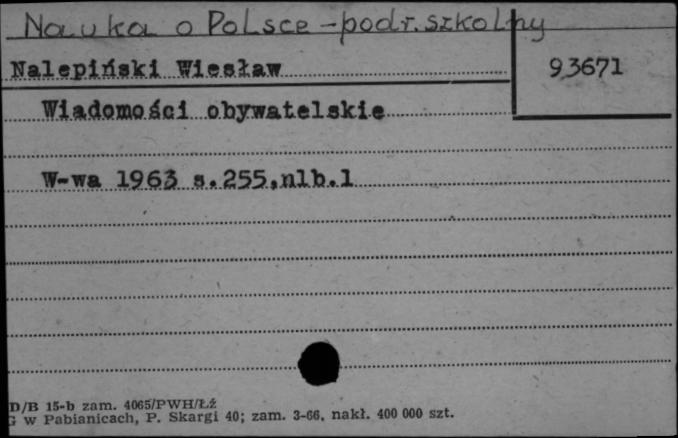 Nauka o Polsce - podr. szkolny
Nalepiński Wiesław
93671
Wiadomości obywatelskie
W-wa 1963 s.255,nlb.1
D/B 15-b zam. 4065/PWH/Łź
G w Pabianicach, P. Skargi 40; zam. 3-66, nakł. 400 000 szt.